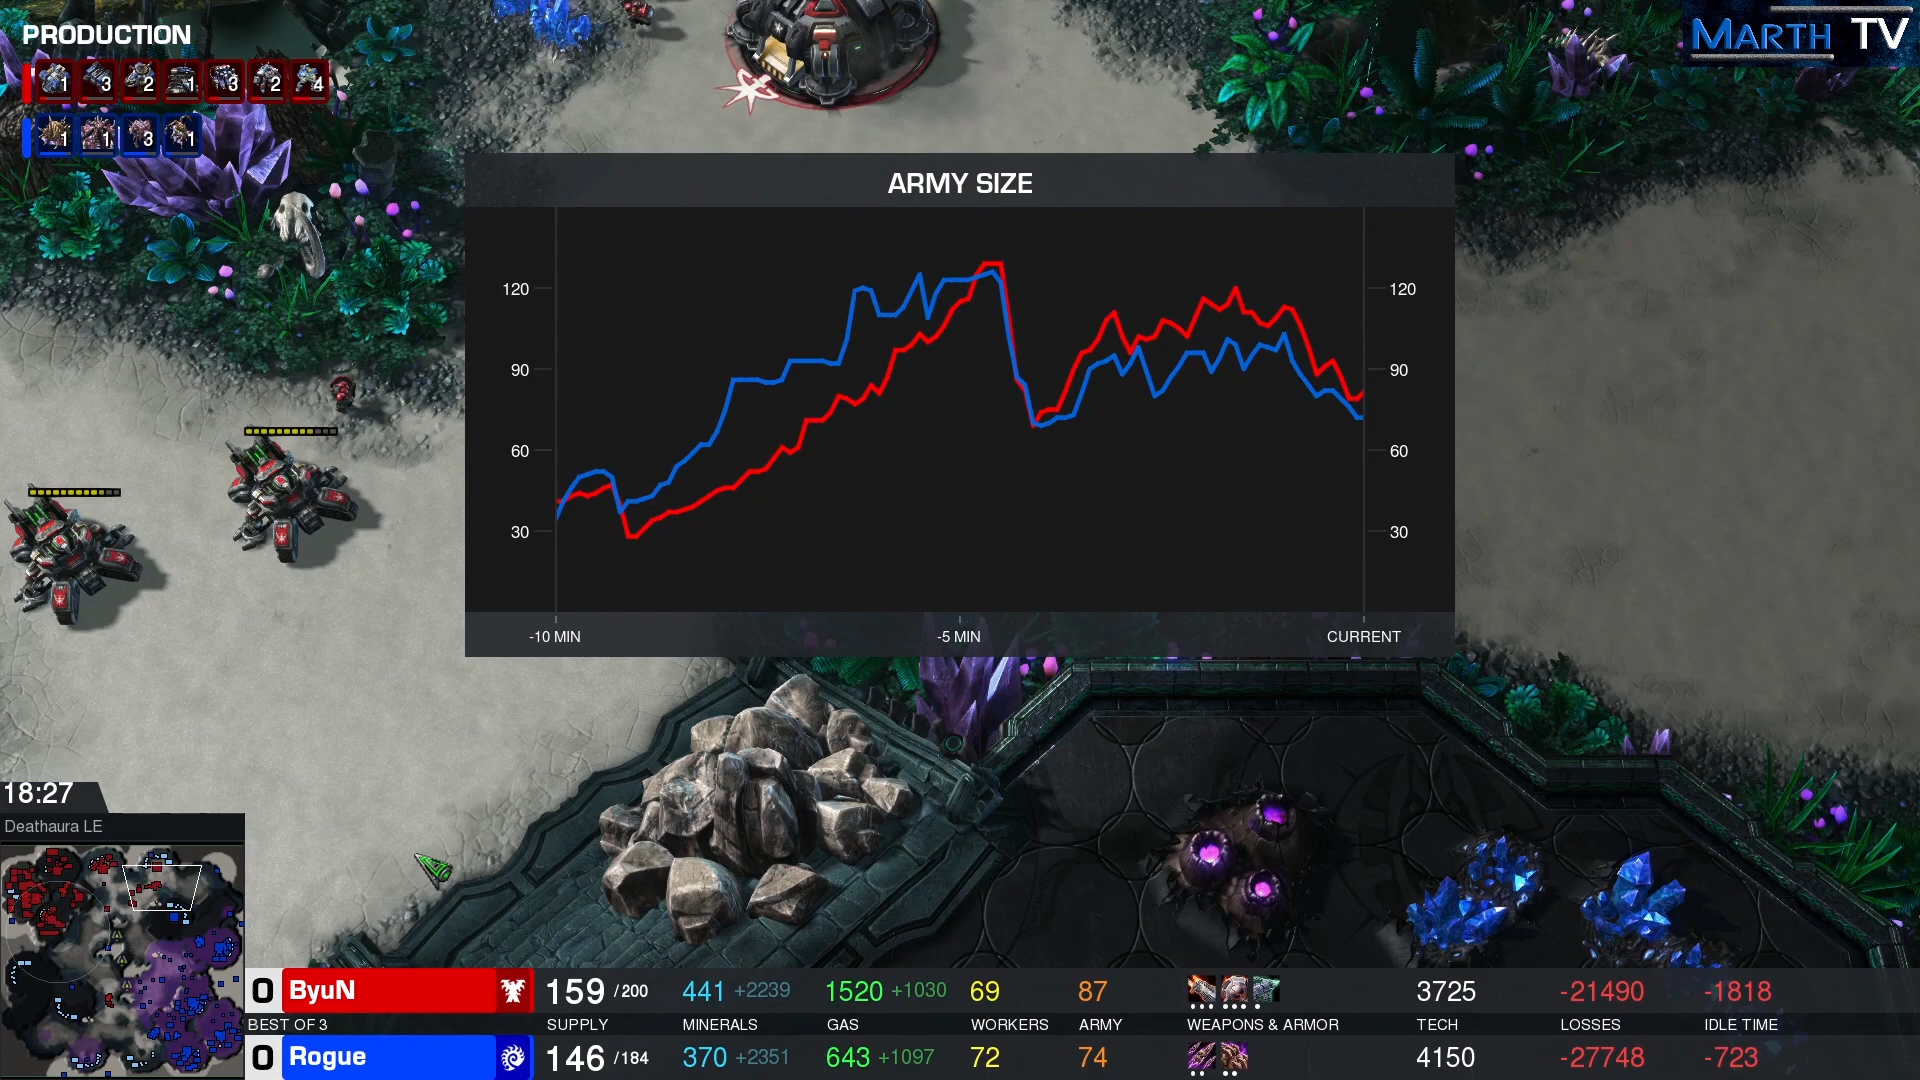 PRODUCTION
MARTH TV
1 3 2 1 3 2 4
1 1 3 1
ARMY SIZE
120 120
90 90
60 60
30 30
-10 MIN -5 MIN CURRENT
18:27
Deathaura LE
0 ByuN 159 /200 441 +2239 1520 +1030 69 87 3725 -21490 -1818
BEST OF 3 SUPPLY MINERALS GAS WORKERS ARMY WEAPONS & ARMOR TECH LOSSES IDLE TIME
0 Rogue 146 /184 370 +2351 643 +1097 72 74 4150 -27748 -723